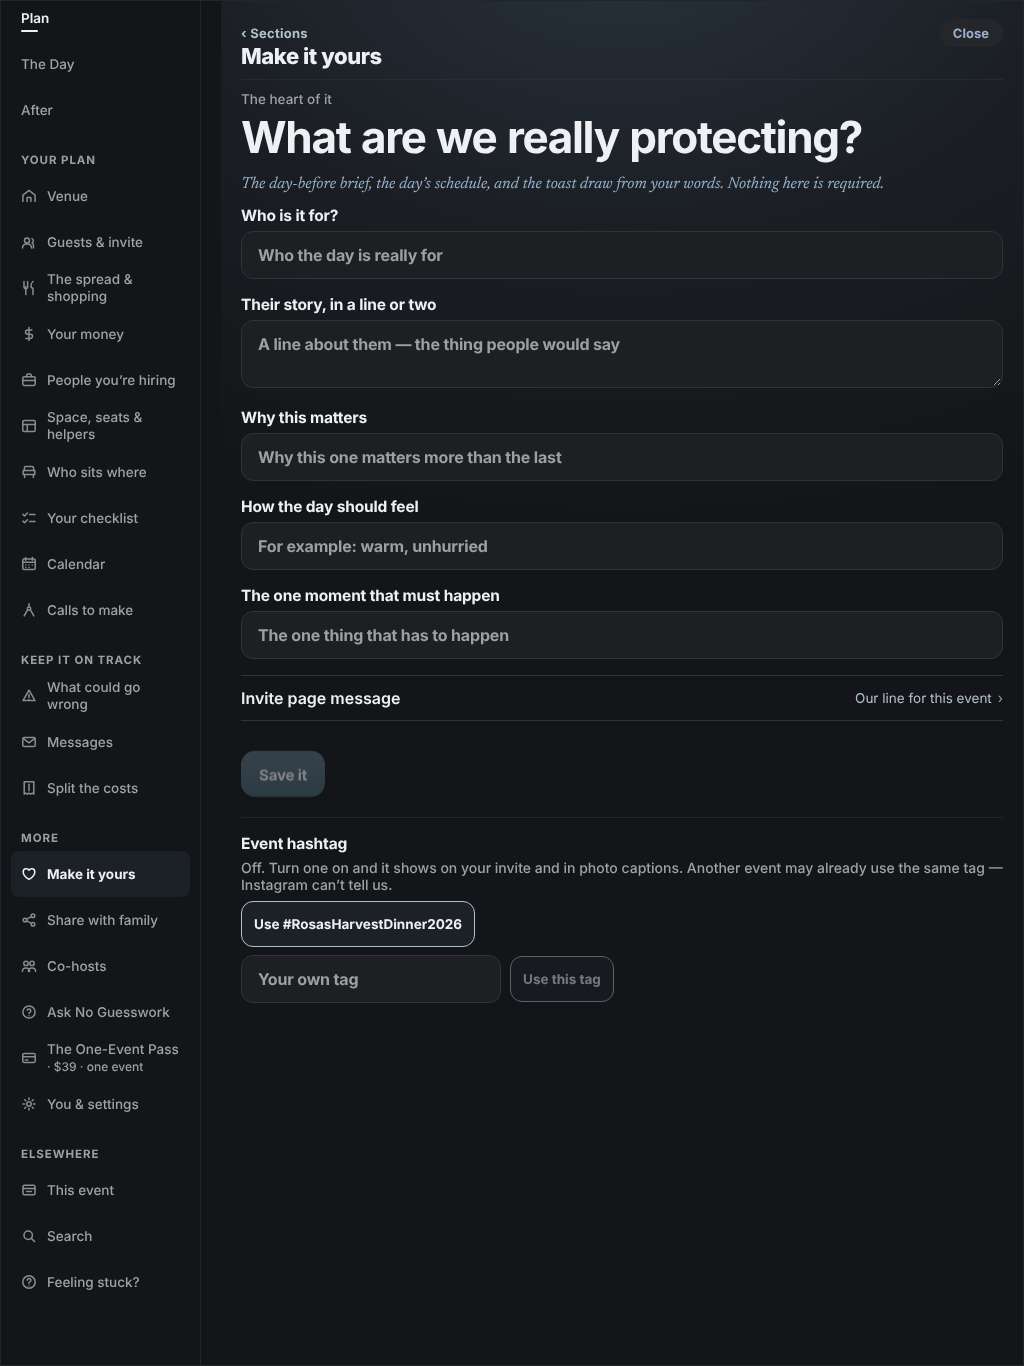 Plan
The Day
After
YOUR PLAN
Venue
Guests & invite
The spread &
shopping
Your money
People you’re hiring
Space, seats &
helpers
Who sits where
Your checklist
Calendar
Calls to make
KEEP IT ON TRACK
What could go
wrong
Messages
Split the costs
MORE
Make it yours
Share with family
Co-hosts
Ask No Guesswork
The One-Event Pass
· $39 · one event
You & settings
ELSEWHERE
This event
Search
Feeling stuck?
‹ Sections
Close
Make it yours
The heart of it
What are we really protecting?
The day-before brief, the day’s schedule, and the toast draw from your words. Nothing here is required.
Who is it for?
Who the day is really for
Their story, in a line or two
A line about them — the thing people would say
Why this matters
Why this one matters more than the last
How the day should feel
For example: warm, unhurried
The one moment that must happen
The one thing that has to happen
Invite page message
Our line for this event ›
Save it
Event hashtag
Off. Turn one on and it shows on your invite and in photo captions. Another event may already use the same tag —
Instagram can’t tell us.
Use #RosasHarvestDinner2026
Your own tag
Use this tag